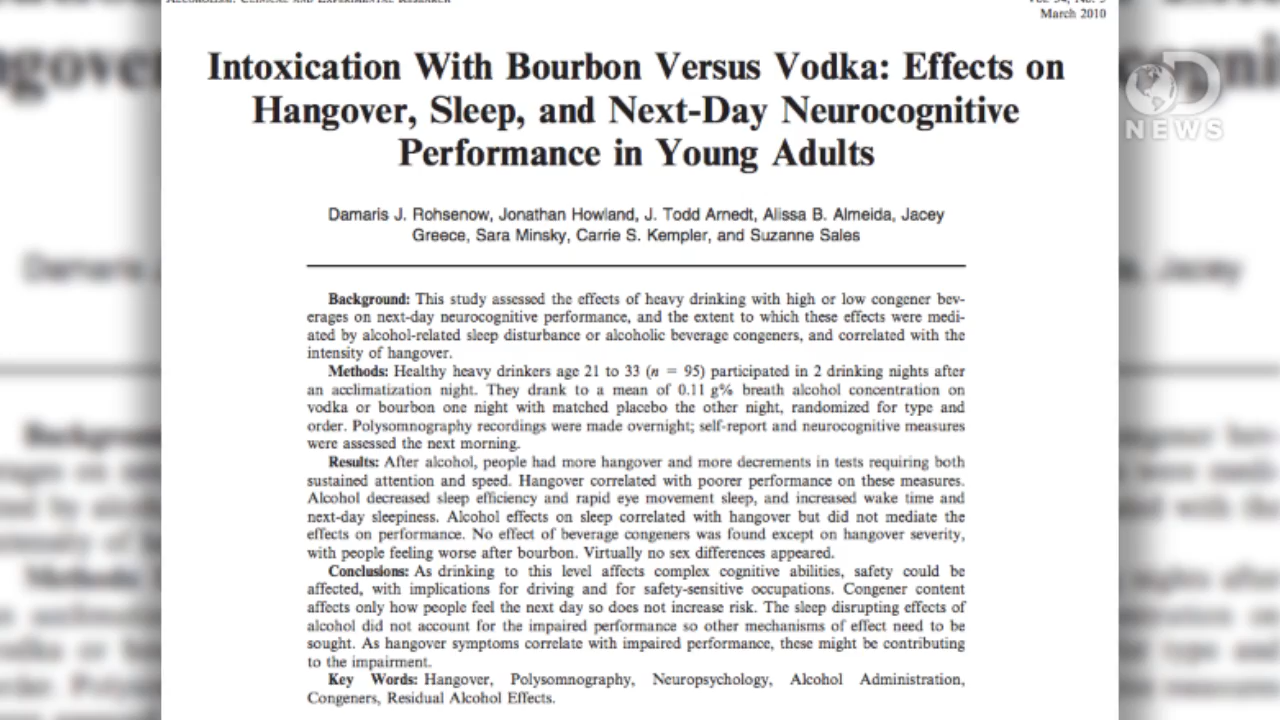 March 2010
Intoxication With Bourbon Versus Vodka: Effects on
Hangover, Sleep, and Next-Day Neurocognitive
Performance in Young Adults
NEWS
Damaris J. Rohsenow, Jonathan Howland, J. Todd Arnedt, Alissa B. Almeida, Jacey
Greece, Sara Minsky, Carrie S. Kempler, and Suzanne Sales
Background: This study assessed the effects of heavy drinking with high or low congener bev-
erages on next-day neurocognitive performance, and the extent to which these effects were medi-
ated by alcohol-related sleep disturbance or alcoholic beverage congeners, and correlated with the
intensity of hangover.
Methods: Healthy heavy drinkers age 21 to 33 (n = 95) participated in 2 drinking nights after
an acclimatization night. They drank to a mean of 0.11 g% breath alcohol concentration on
vodka or bourbon one night with matched placebo the other night, randomized for type and
order. Polysomnography recordings were made overnight; self-report and neurocognitive measures
were assessed the next morning.
Results: After alcohol, people had more hangover and more decrements in tests requiring both
sustained attention and speed. Hangover correlated with poorer performance on these measures.
Alcohol decreased sleep efficiency and rapid eye movement sleep, and increased wake time and
next-day sleepiness. Alcohol effects on sleep correlated with hangover but did not mediate the
effects on performance. No effect of beverage congeners was found except on hangover severity,
with people feeling worse after bourbon. Virtually no sex differences appeared.
Conclusions: As drinking to this level affects complex cognitive abilities, safety could be
affected, with implications for driving and for safety-sensitive occupations. Congener content
affects only how people feel the next day so does not increase risk. The sleep disrupting effects of
alcohol did not account for the impaired performance so other mechanisms of effect need to be
sought. As hangover symptoms correlate with impaired performance, these might be contributing
to the impairment.
Key Words: Hangover, Polysomnography, Neuropsychology, Alcohol Administration,
Congeners, Residual Alcohol Effects.